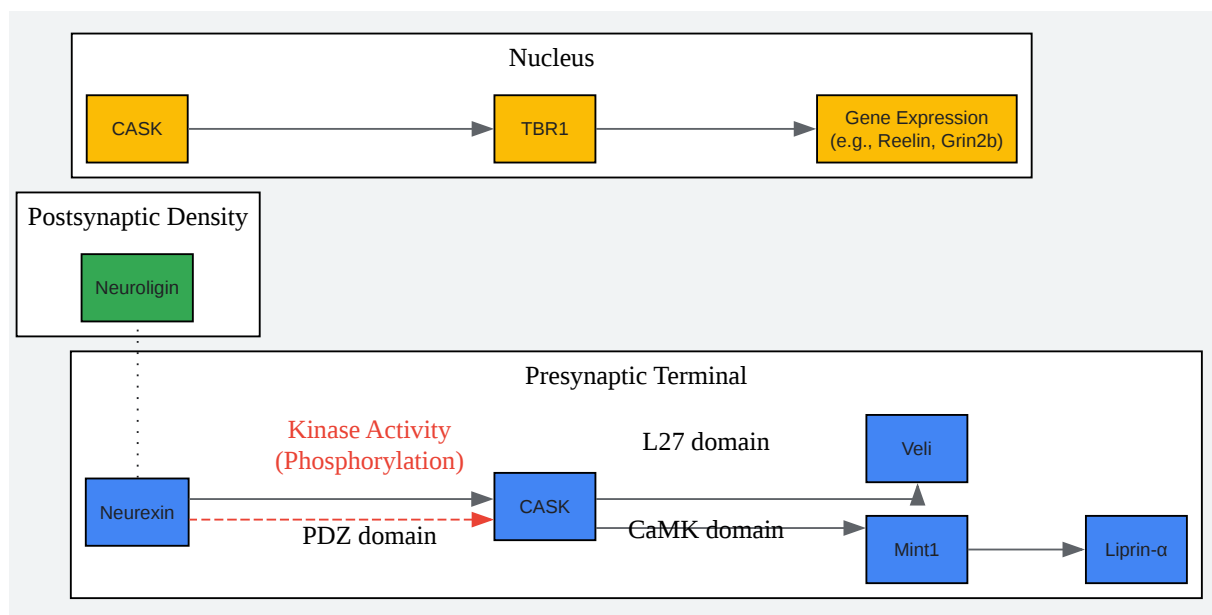 Nucleus
CASK
TBR1
Gene Expression
(e.g., Reelin, Grin2b)
Postsynaptic Density
Neuroligin
Presynaptic Terminal
Kinase Activity
(Phosphorylation)
L27 domain
Veli
Neurexin
CASK
PDZ domain
CaMK domain
Mint1
Liprin-α